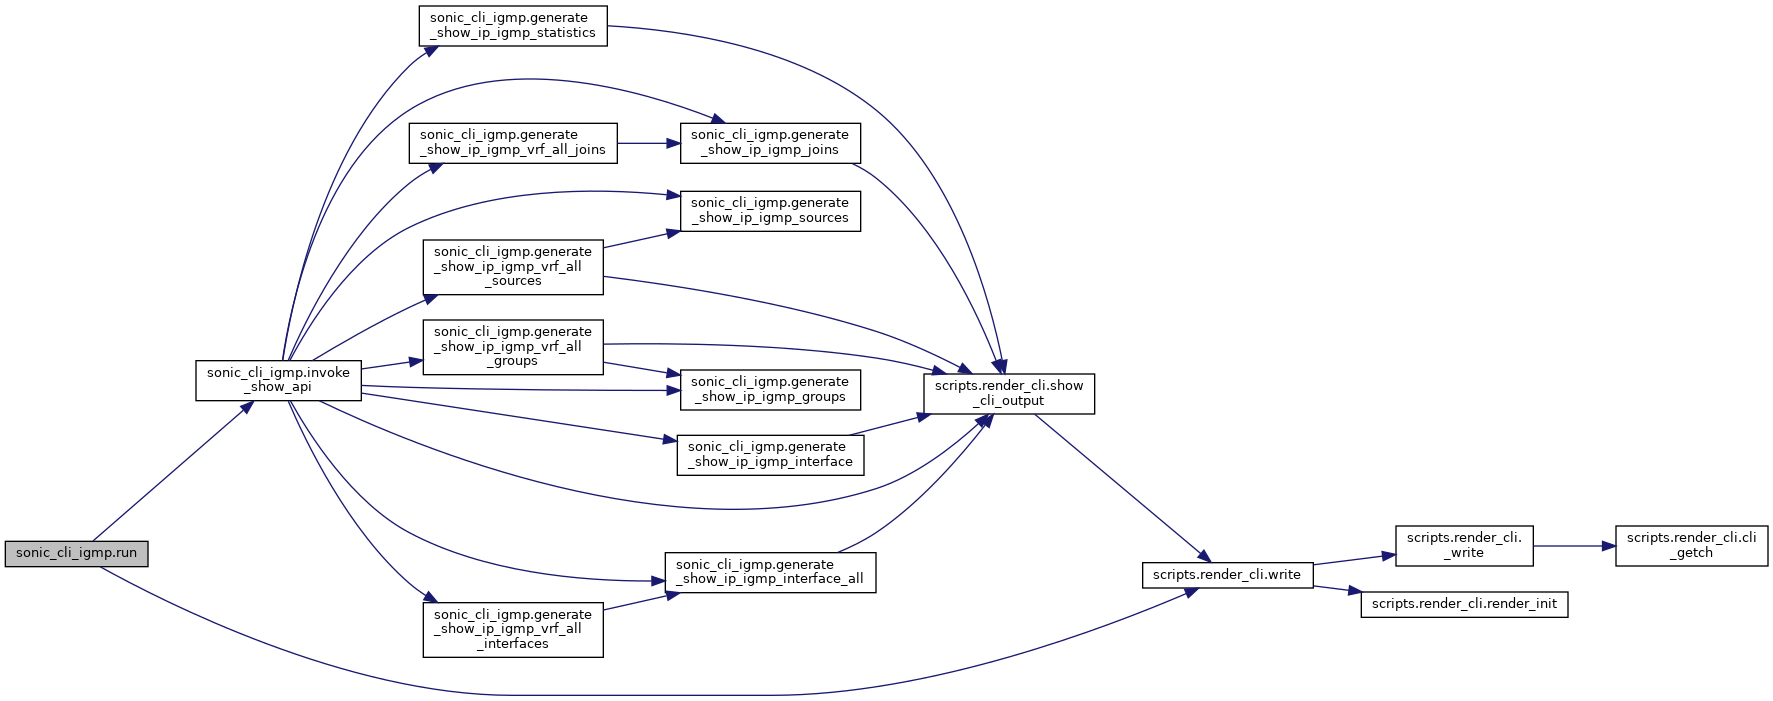 sonic_cli_igmp.generate
_show_ip_igmp_statistics
sonic_cli_igmp.generate
_show_ip_igmp_vrf_all_joins
sonic_cli_igmp.generate
_show_ip_igmp_joins
sonic_cli_igmp.generate
_show_ip_igmp_sources
sonic_cli_igmp.generate
_show_ip_igmp_vrf_all
_sources
sonic_cli_igmp.generate
_show_ip_igmp_vrf_all
_groups
sonic_cli_igmp.invoke
_show_api
sonic_cli_igmp.generate
_show_ip_igmp_groups
scripts.render_cli.show
_cli_output
sonic_cli_igmp.generate
_show_ip_igmp_interface
sonic_cli_igmp.run
sonic_cli_igmp.generate
_show_ip_igmp_interface_all
sonic_cli_igmp.generate
_show_ip_igmp_vrf_all
_interfaces
scripts.render_cli.write
scripts.render_cli.
_write
scripts.render_cli.cli
_getch
scripts.render_cli.render_init